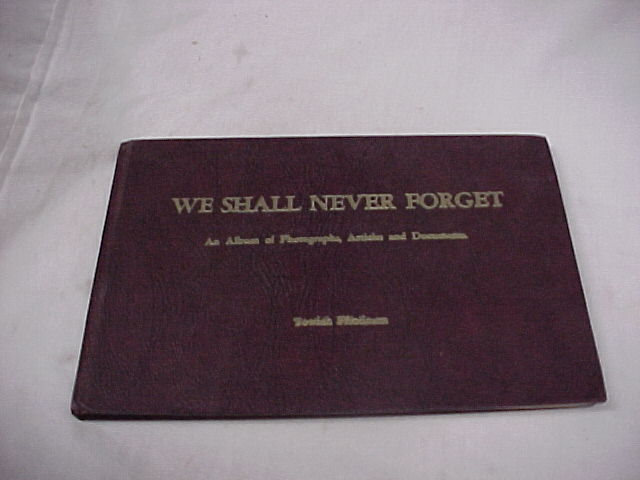 WE SHALL NEVER FORGET
An Album of Photographs, Articles and Documents